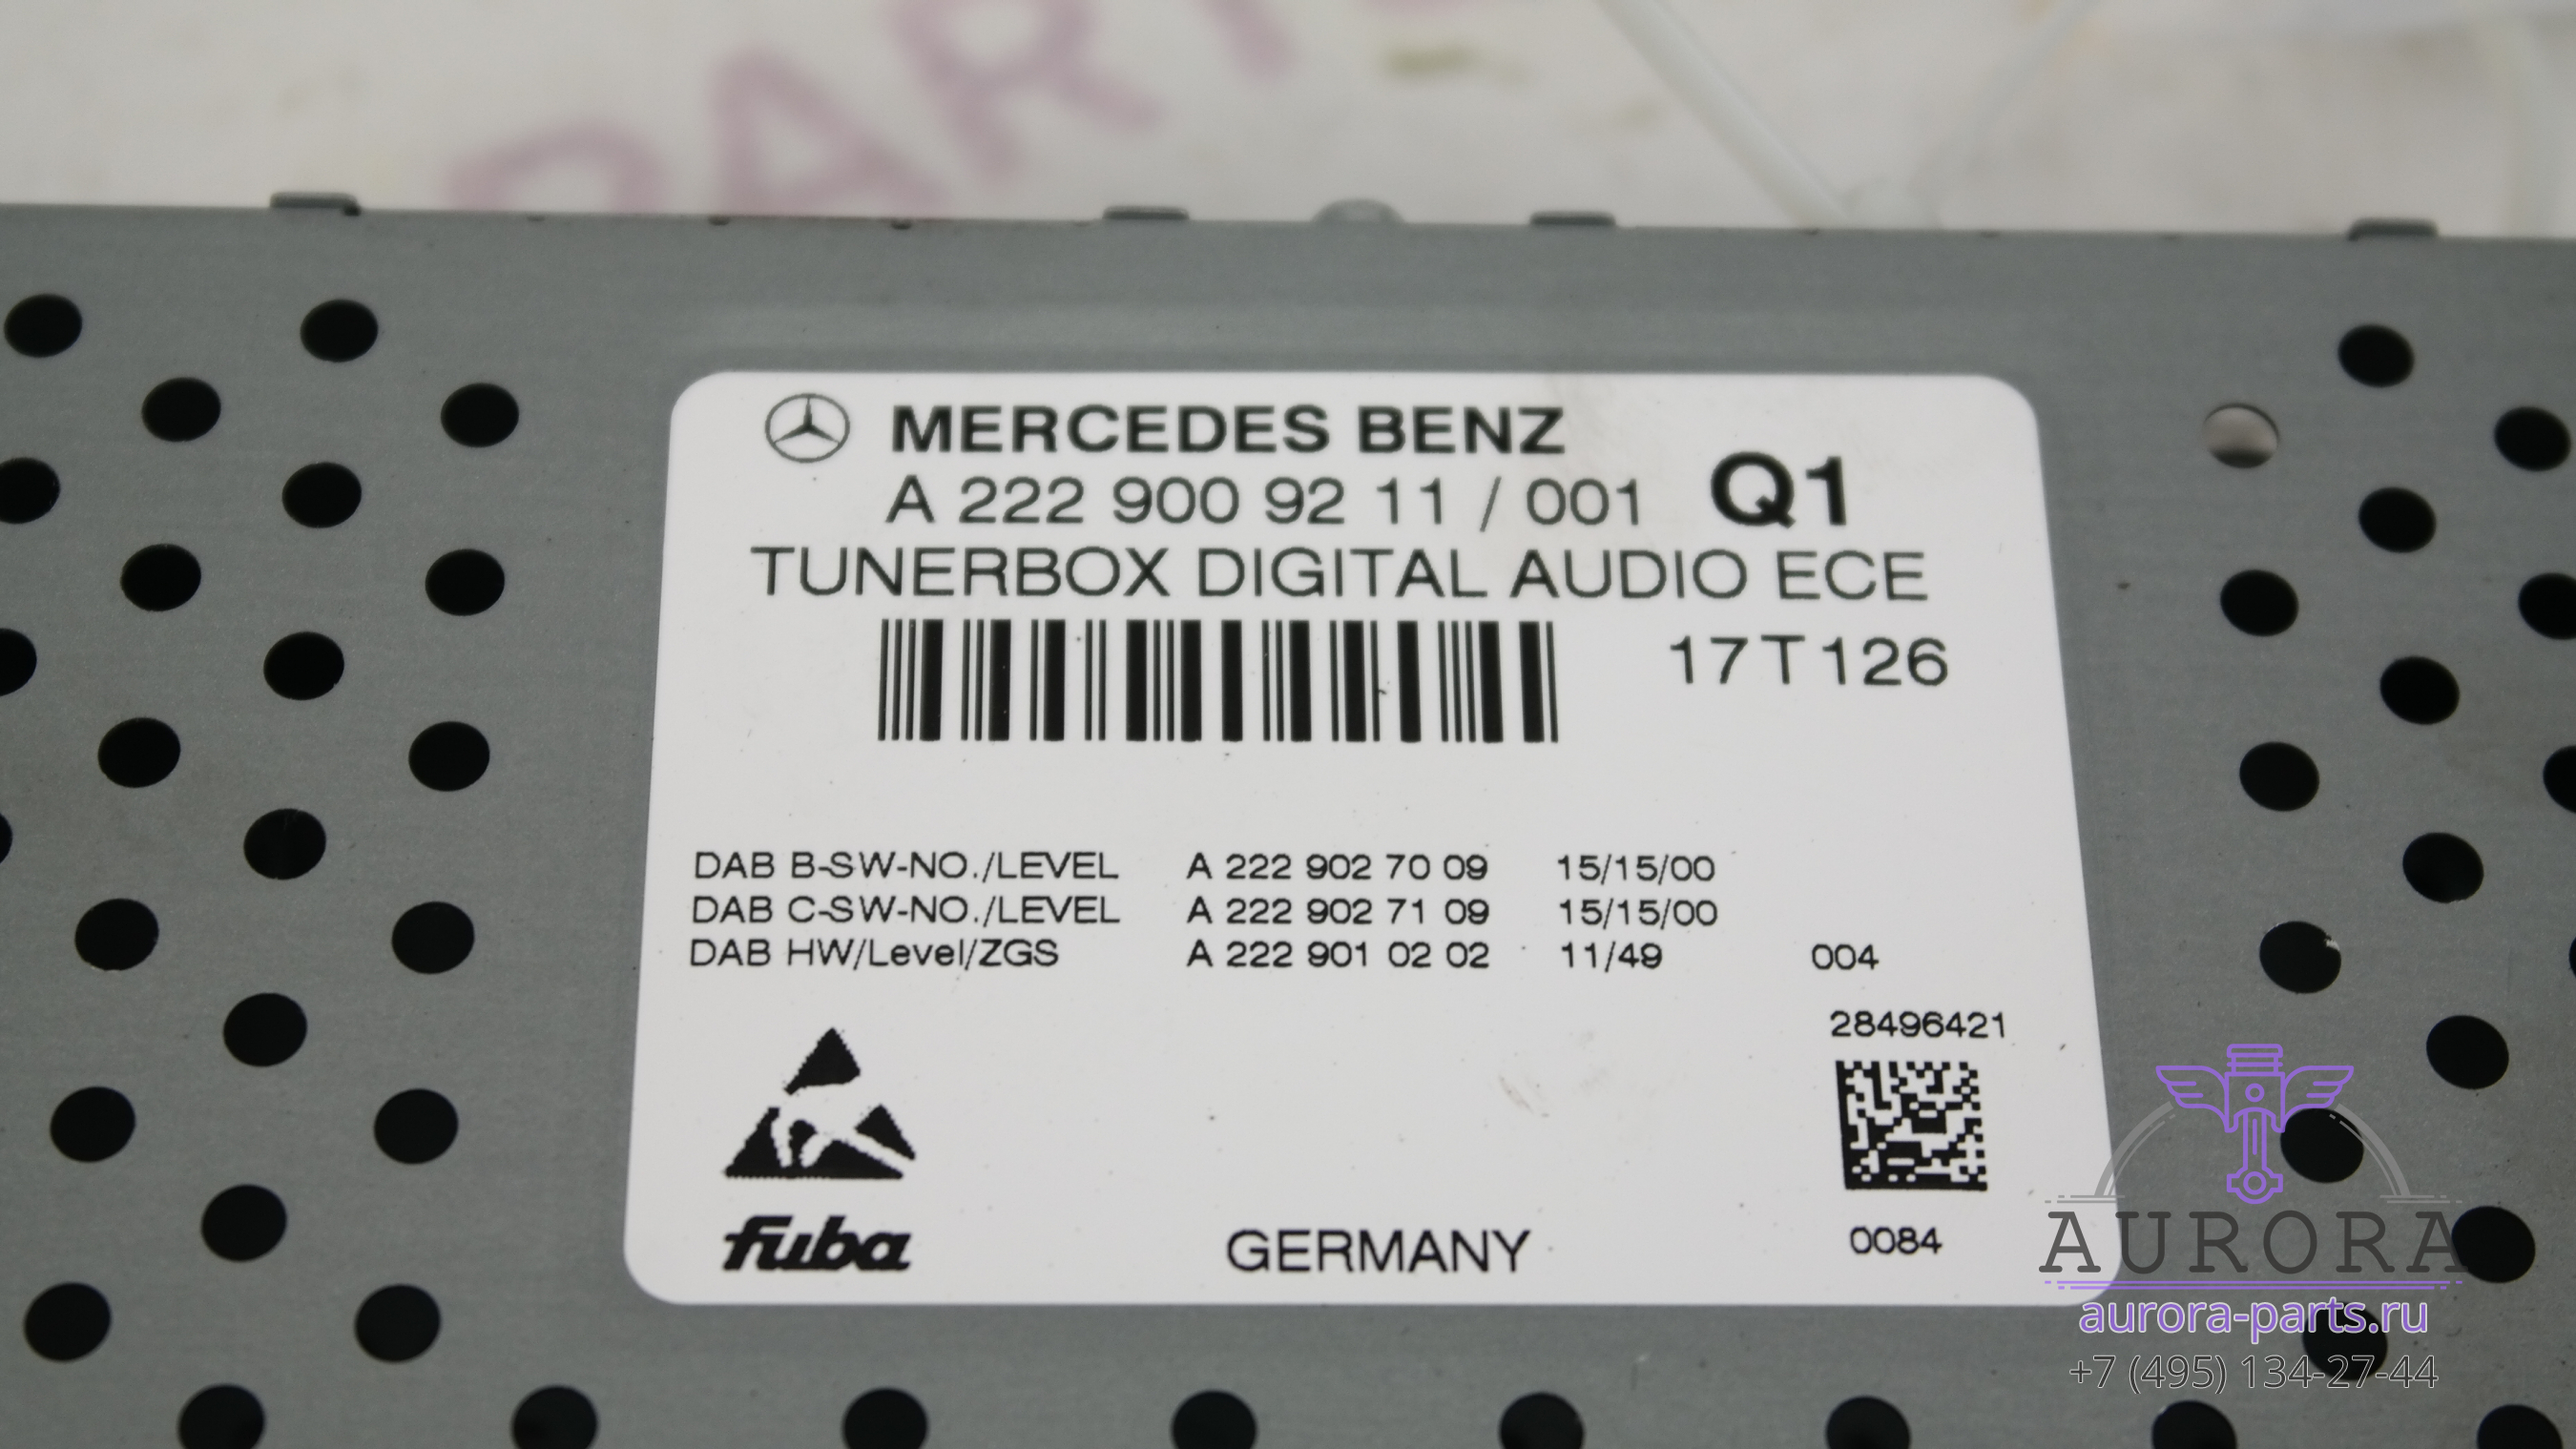 PARTS
MERCEDES BENZ
A 222 900 92 11 / 001 Q1
TUNERBOX DIGITAL AUDIO ECE
17T126
DAB B-SW-NO./LEVEL A 222 902 70 09 15/15/00
DAB C-SW-NO./LEVEL A 222 902 71 09 15/15/00
DAB HW/Level/ZGS A 222 901 02 02 11/49 004
28496421
fuba
GERMANY
0084
AURORA
aurora-parts.ru
+7 (495) 134-27-44